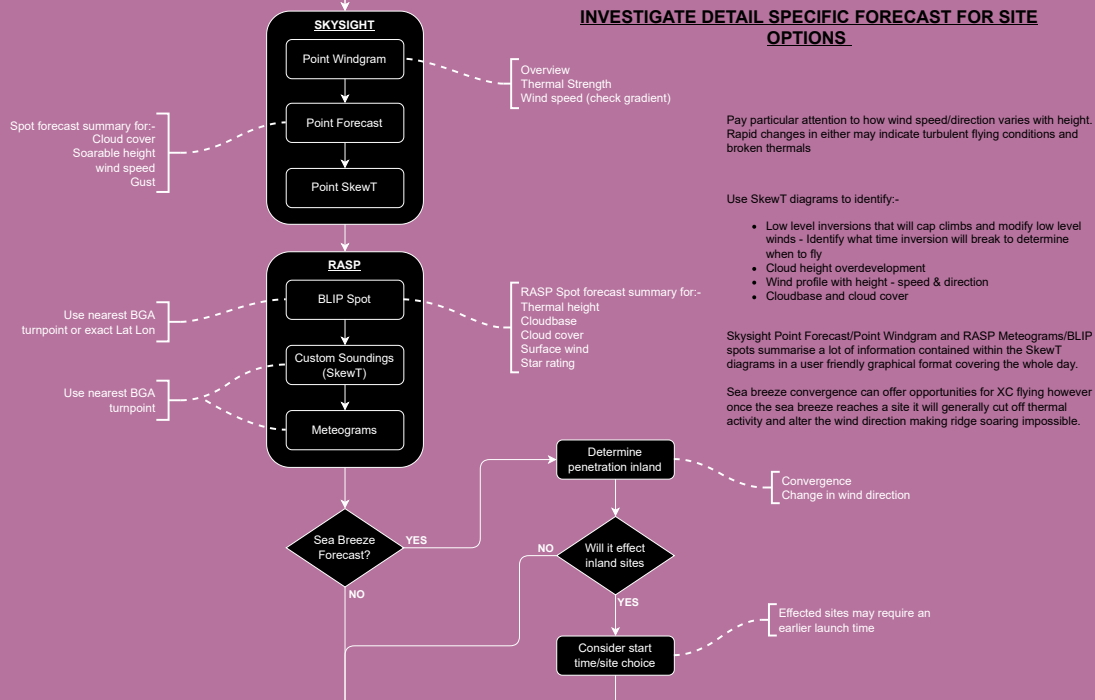 INVESTIGATE DETAIL SPECIFIC FORECAST FOR SITE
OPTIONS
SKYSIGHT
Point Windgram
Overview
Thermal Strength
Wind speed (check gradient)
Point Forecast
Spot forecast summary for:-
Cloud cover
Soarable height
wind speed
Gust
Point SkewT
Pay particular attention to how wind speed/direction varies with height.
Rapid changes in either may indicate turbulent flying conditions and
broken thermals
Use SkewT diagrams to identify:-
• Low level inversions that will cap climbs and modify low level
winds - Identify what time inversion will break to determine
when to fly
• Cloud height overdevelopment
• Wind profile with height - speed & direction
• Cloudbase and cloud cover
Skysight Point Forecast/Point Windgram and RASP Meteograms/BLIP
spots summarise a lot of information contained within the SkewT
diagrams in a user friendly graphical format covering the whole day.
Sea breeze convergence can offer opportunities for XC flying however
once the sea breeze reaches a site it will generally cut off thermal
activity and alter the wind direction making ridge soaring impossible.
RASP
BLIP Spot
Use nearest BGA
turnpoint or exact Lat Lon
RASP Spot forecast summary for:-
Thermal height
Cloudbase
Cloud cover
Surface wind
Star rating
Custom Soundings
(SkewT)
Use nearest BGA
turnpoint
Meteograms
Sea Breeze
Forecast?
YES
NO
Determine
penetration inland
Convergence
Change in wind direction
Will it effect
inland sites
NO
YES
Consider start
time/site choice
Effected sites may require an
earlier launch time